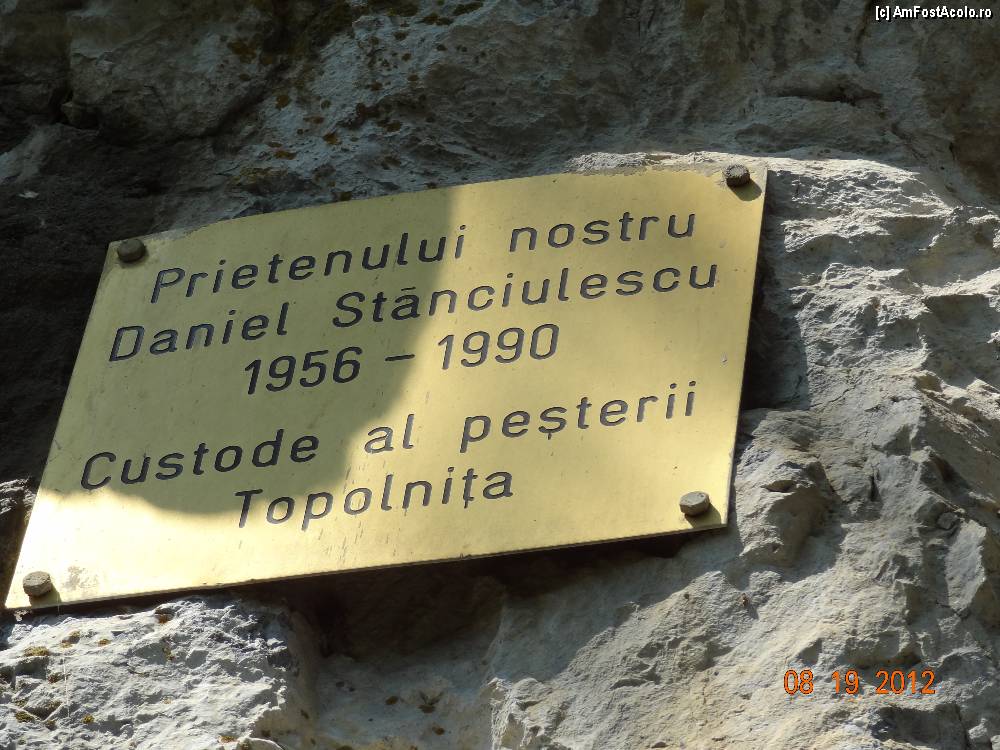 [c] AmFostAcolo.ro
Prietenului nostru
Daniel Stănciulescu
1956 – 1990
Custode al peșterii
Topolnița
08 19 2012